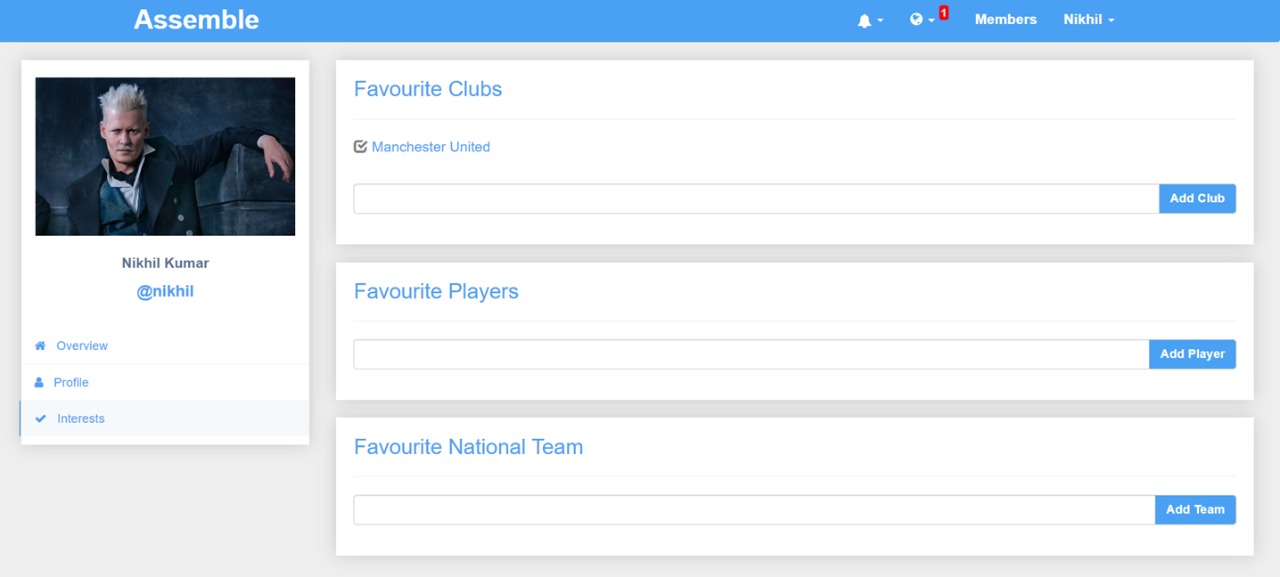 Assemble
1
Members
Nikhil
Nikhil Kumar
@nikhil
Overview
Profile
Interests
Favourite Clubs
Manchester United
Add Club
Favourite Players
Add Player
Favourite National Team
Add Team